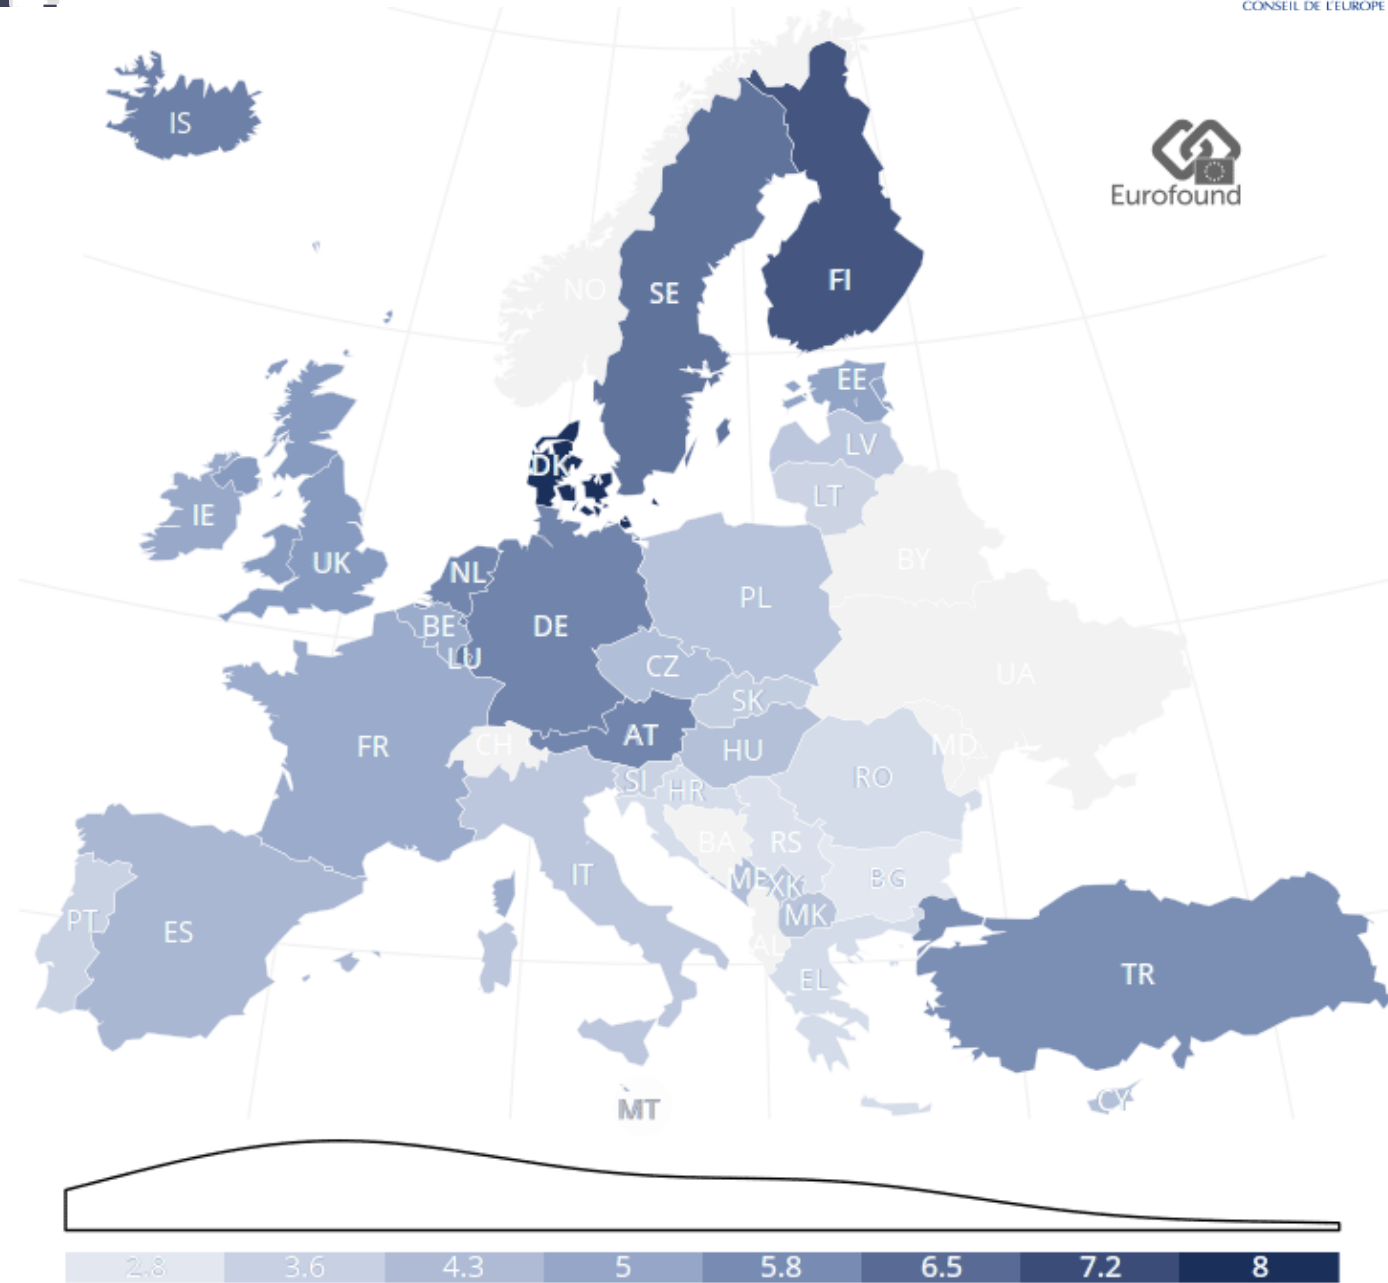 CONSEIL DE L'EUROPE
IS
Eurofound
NO
SE
FI
EE
LV
DK
LT
IE
UK
NL
BY
PL
BE
DE
LU
CZ
UA
SK
FR
CH
AT
HU
MD
SI
HR
RO
BA
RS
IT
ME
XK
BG
PT
ES
MK
AL
EL
TR
MT
CY
2.8 3.6 4.3 5 5.8 6.5 7.2 8